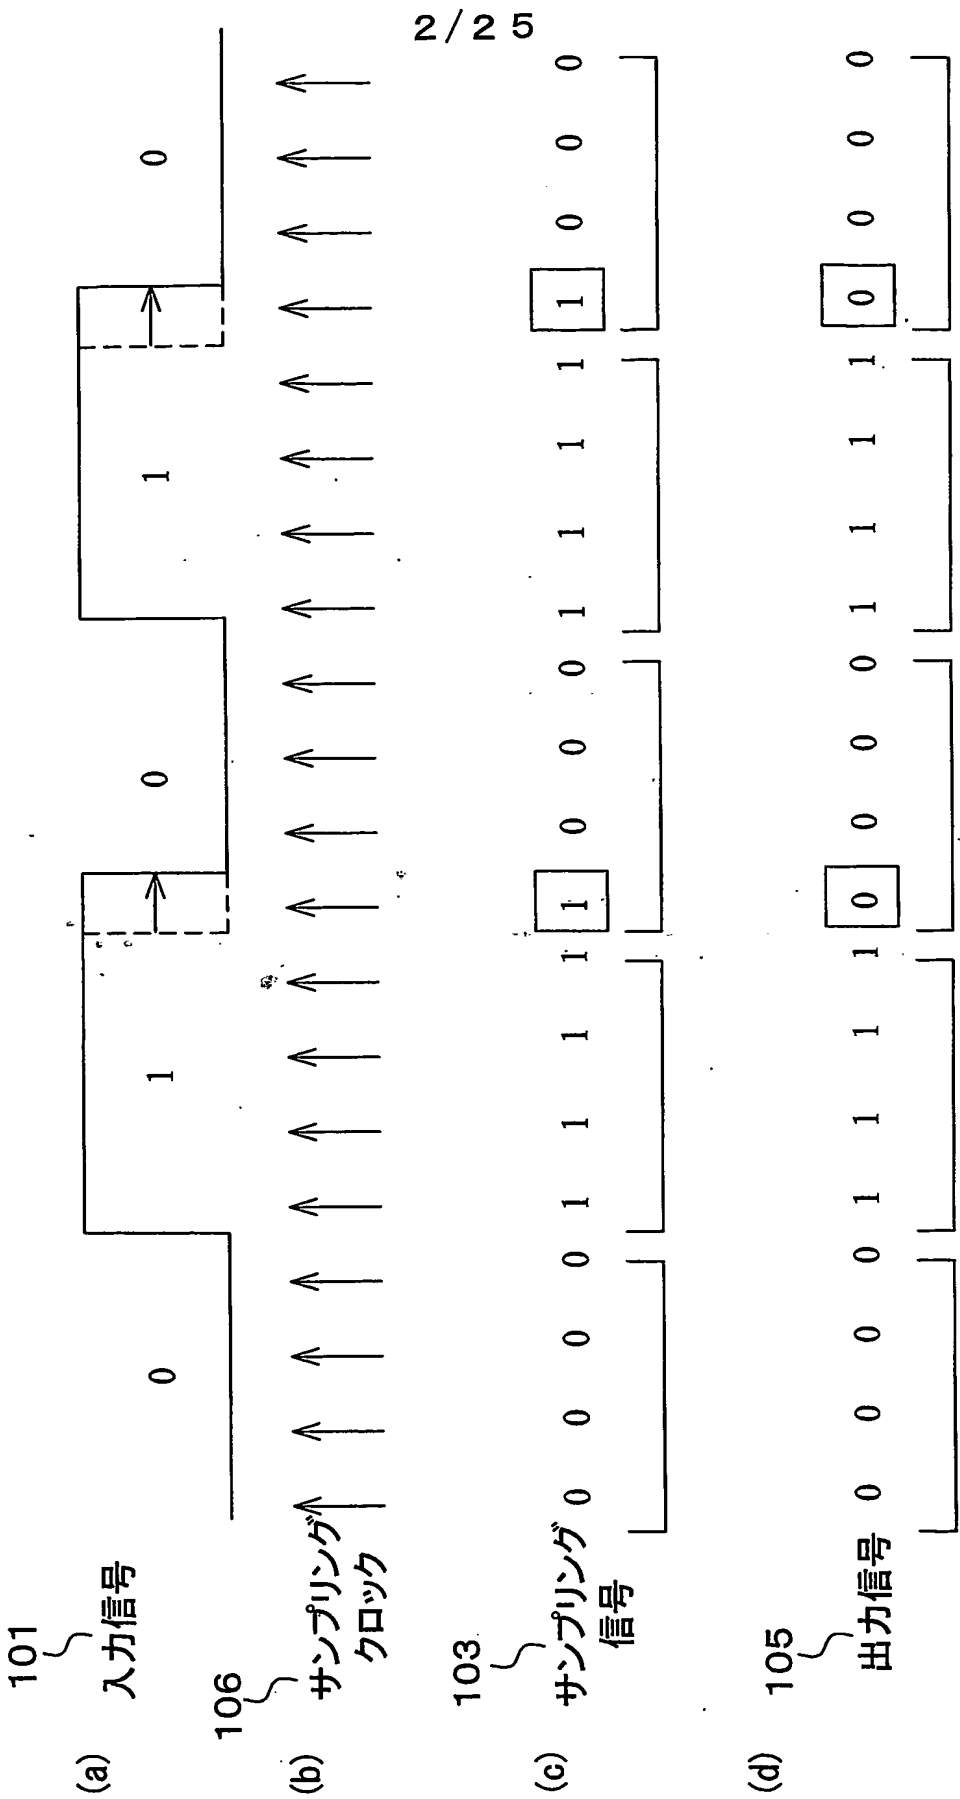 2/25
101
(a) 入力信号
0 1 0 1 0
106
(b) サンプリング
クロック
103
(c) サンプリング
信号
0 0 0 0 1 1 1 1 1 0 0 0 1 1 1 1 1 0 0 0
105
(d) 出力信号
0 0 0 0 1 1 1 1 0 0 0 0 1 1 1 1 0 0 0 0